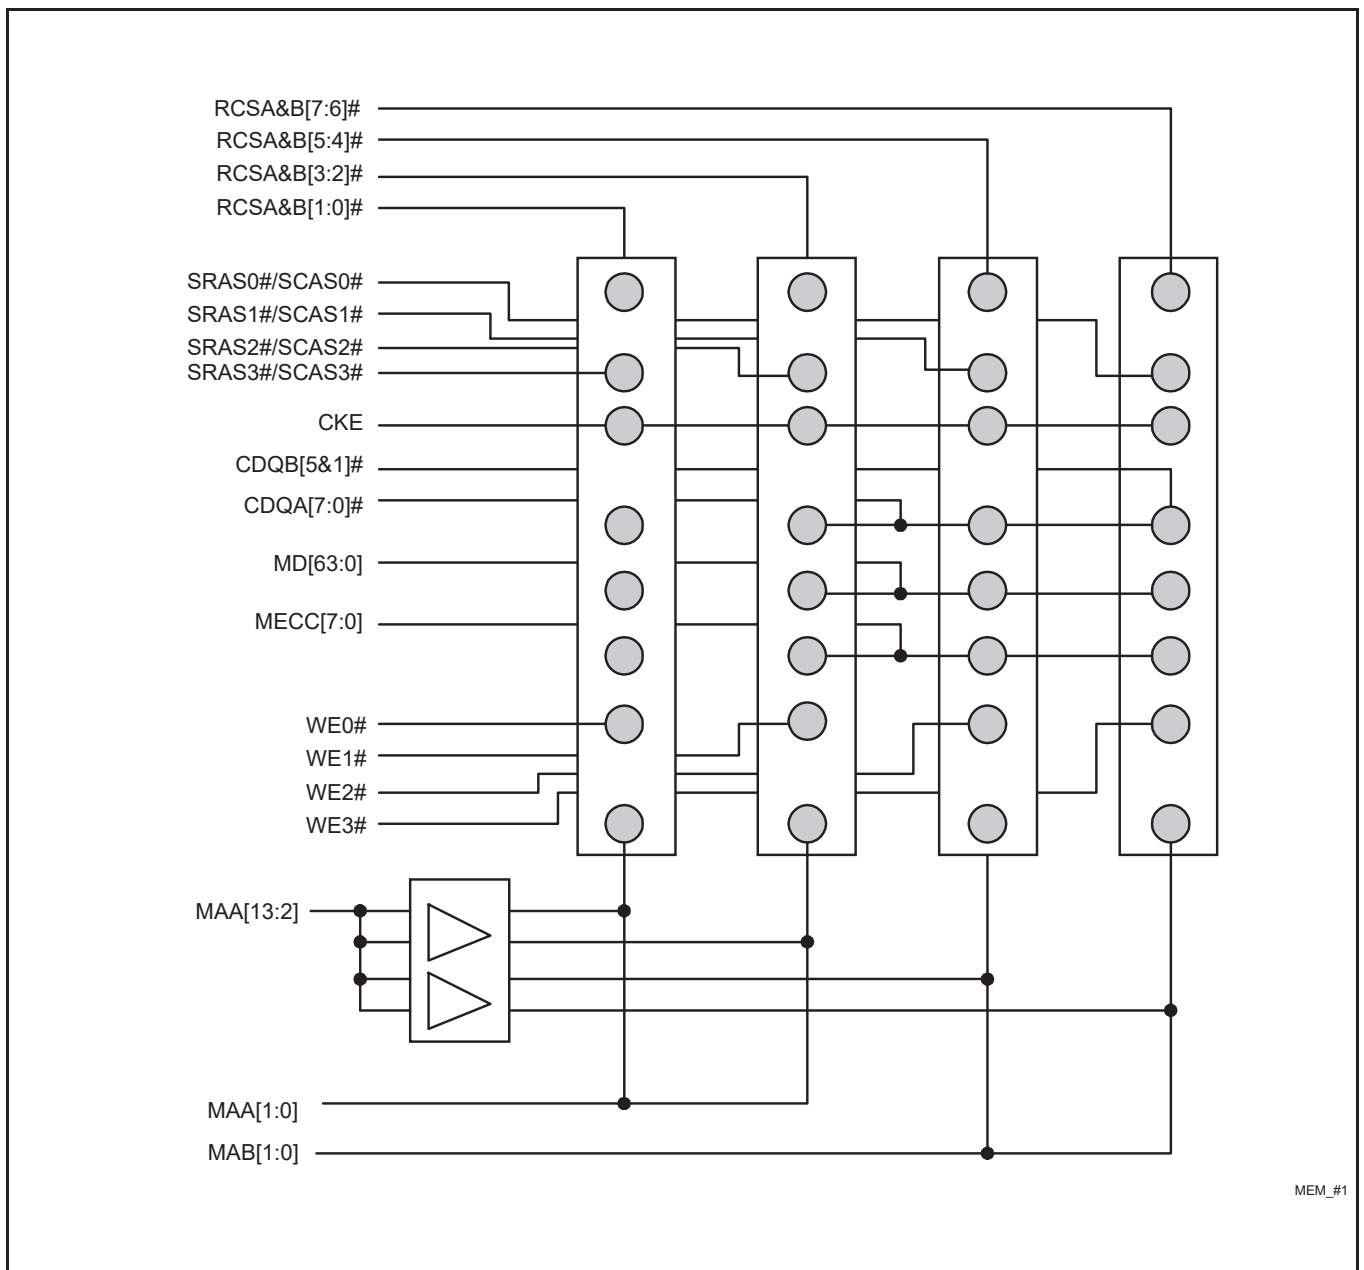 RCSA&B[7:6]#
RCSA&B[5:4]#
RCSA&B[3:2]#
RCSA&B[1:0]#
SRAS0#/SCAS0#
SRAS1#/SCAS1#
SRAS2#/SCAS2#
SRAS3#/SCAS3#
CKE
CDQB[5&1]#
CDQA[7:0]#
MD[63:0]
MECC[7:0]
WE0#
WE1#
WE2#
WE3#
MAA[13:2]
MAA[1:0]
MAB[1:0]
MEM_#1